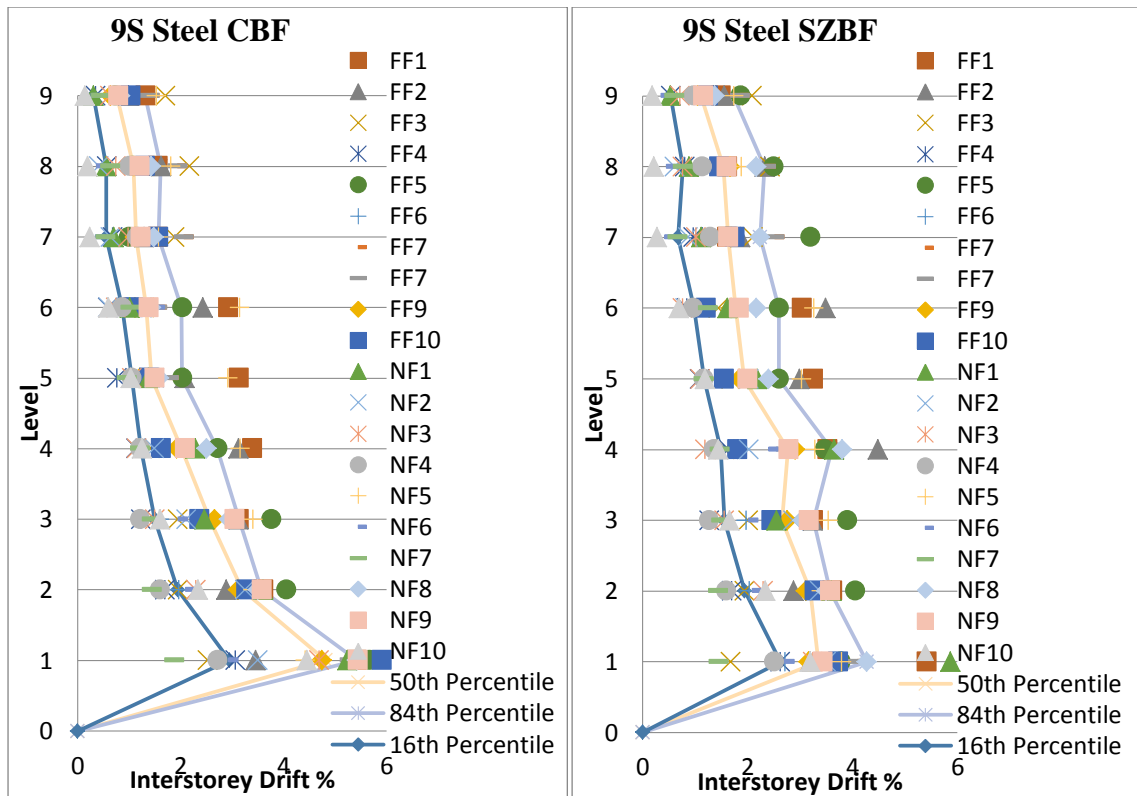 9S Steel CBF
FF1
FF2
FF3
FF4
FF5
FF6
FF7
FF7
FF9
FF10
NF1
NF2
NF3
NF4
NF5
NF6
NF7
NF8
NF9
NF10
50th Percentile
84th Percentile
16th Percentile
9
8
7
6
5
4
3
2
1
0
Level
0 2 4 6
Interstorey Drift %
9S Steel SZBF
FF1
FF2
FF3
FF4
FF5
FF6
FF7
FF7
FF9
FF10
NF1
NF2
NF3
NF4
NF5
NF6
NF7
NF8
NF9
NF10
50th Percentile
84th Percentile
16th Percentile
9
8
7
6
5
4
3
2
1
0
Level
0 2 4 6
Interstorey Drift %